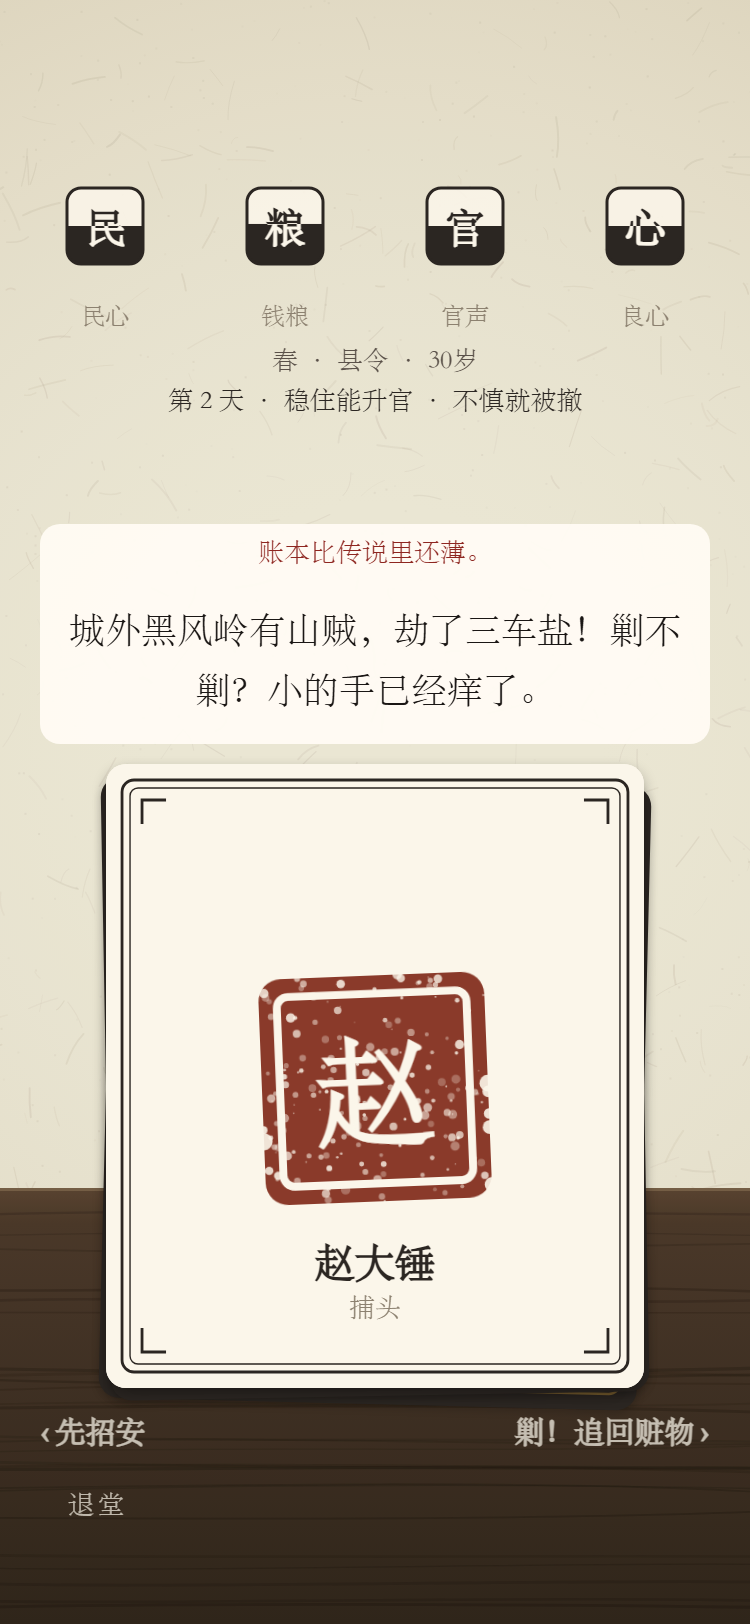 民 粮 官 心
民心 钱粮 官声 良心
春 · 县令 · 30岁
第 2 天 · 稳住能升官 · 不慎就被撤
账本比传说里还薄。
城外黑风岭有山贼，劫了三车盐！剿不
剿？小的手已经痒了。
赵
赵大锤
捕头
‹ 先招安 剿！追回赃物 ›
退堂